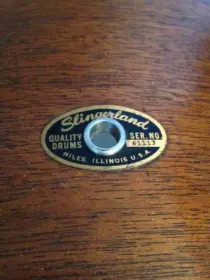 Slingerland
QUALITY SER. NO.
DRUMS
NILES, ILLINOIS U.S.A.